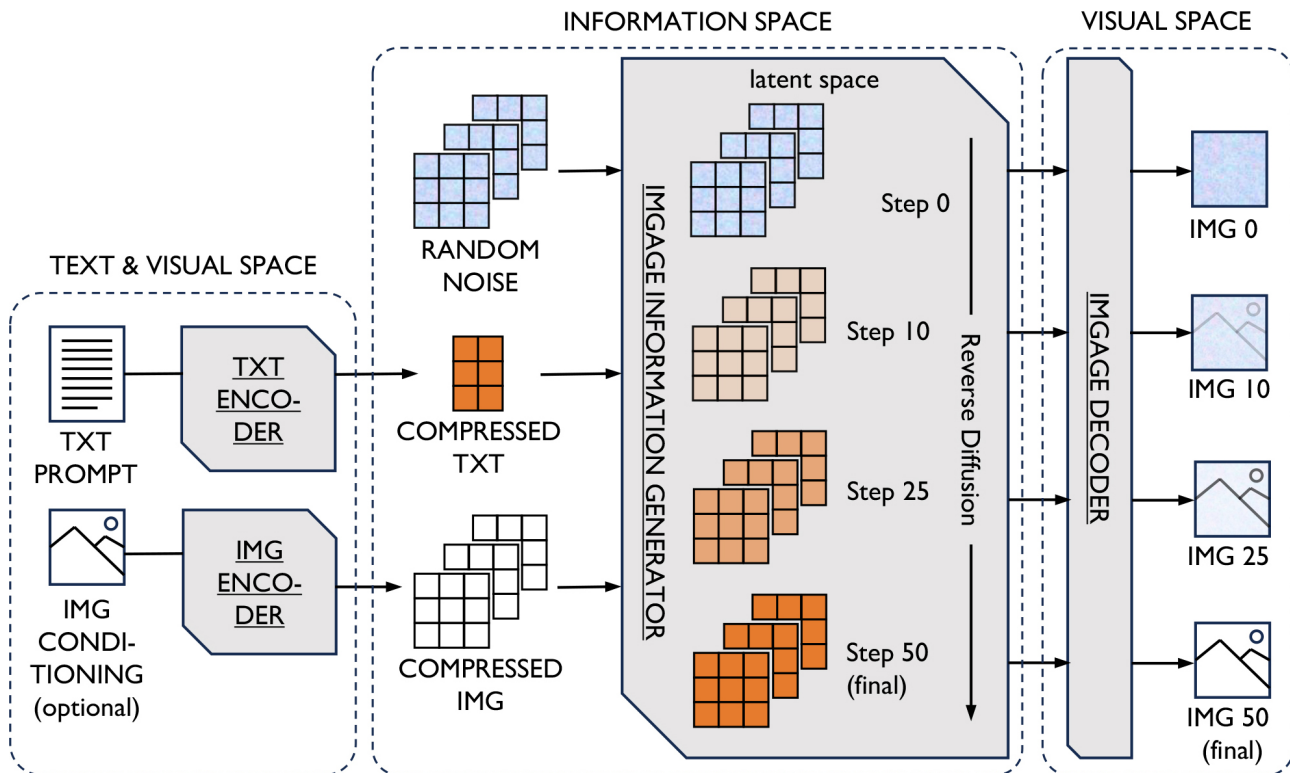 INFORMATION SPACE
VISUAL SPACE
TEXT & VISUAL SPACE
TXT
PROMPT
TXT
ENCO-
DER
IMG
CONDI-
TIONING
(optional)
IMG
ENCO-
DER
RANDOM
NOISE
COMPRESSED
TXT
COMPRESSED
IMG
IMGAGE INFORMATION GENERATOR
latent space
Step 0
Step 10
Step 25
Step 50
(final)
Reverse Diffusion
IMGAGE DECODER
IMG 0
IMG 10
IMG 25
IMG 50
(final)